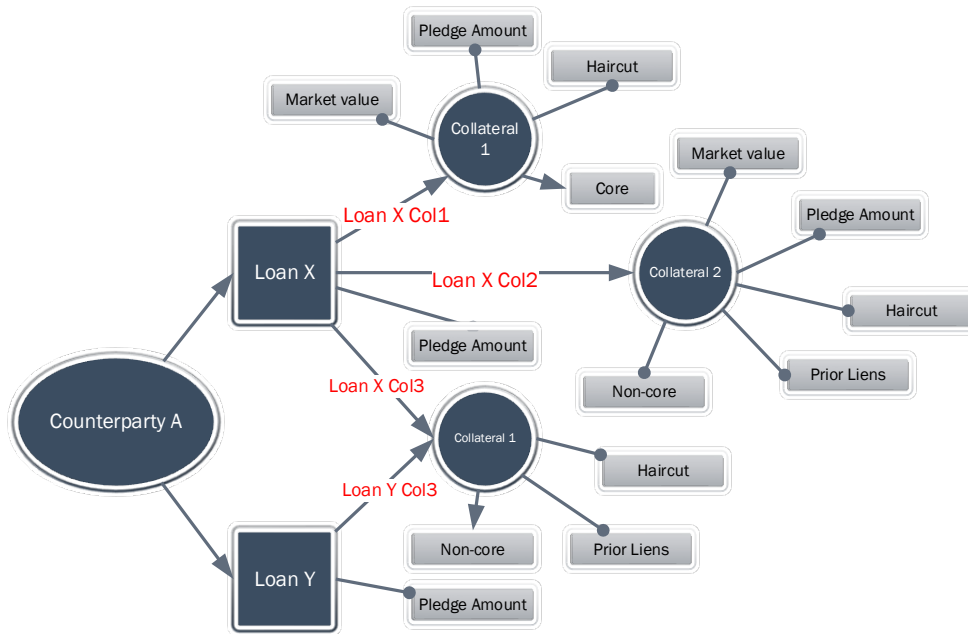 Pledge Amount
Haircut
Market value
Collateral
1
Core
Market value
Pledge Amount
Loan X Col1
Loan X
Loan X Col2
Collateral 2
Haircut
Pledge Amount
Prior Liens
Non-core
Loan X Col3
Counterparty A
Collateral 1
Haircut
Loan Y Col3
Non-core
Prior Liens
Loan Y
Pledge Amount